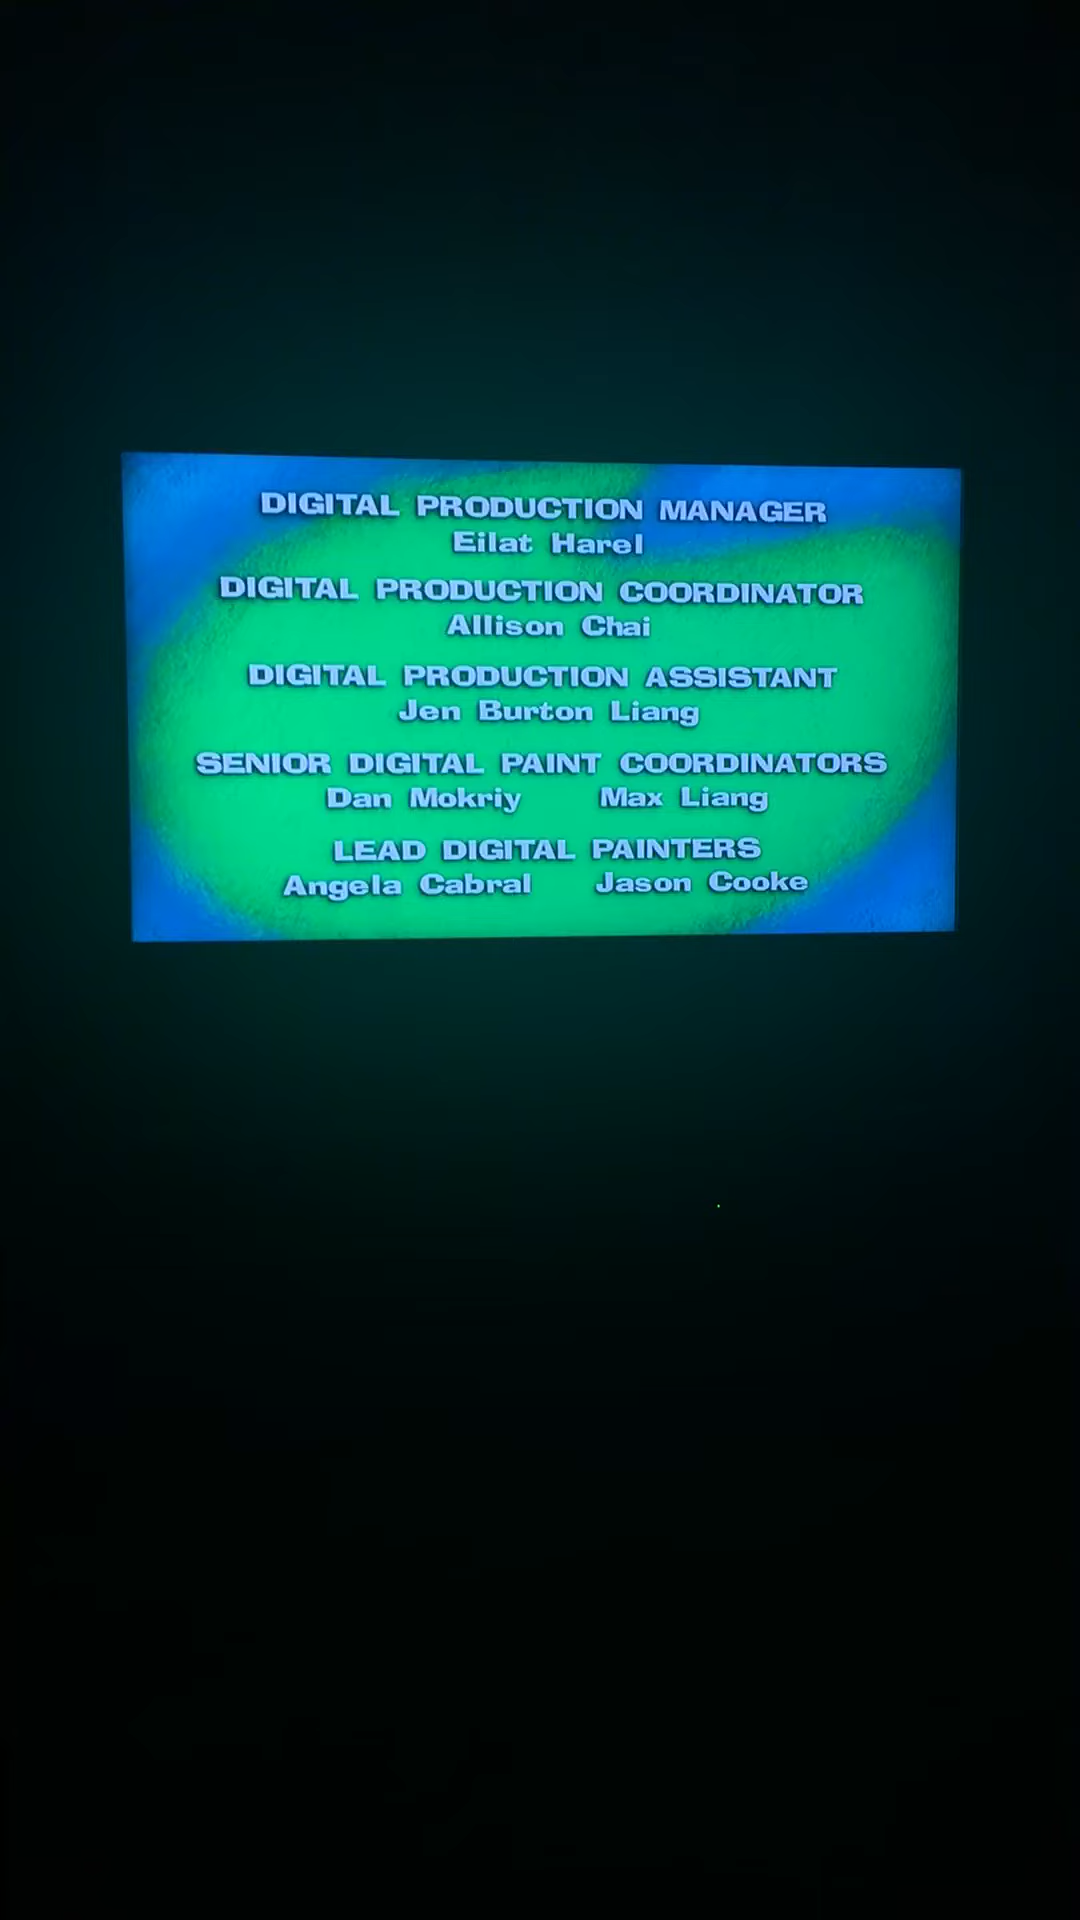 DIGITAL PRODUCTION MANAGER
Eilat Harel
DIGITAL PRODUCTION COORDINATOR
Allison Chai
DIGITAL PRODUCTION ASSISTANT
Jen Burton Liang
SENIOR DIGITAL PAINT COORDINATORS
Dan Mokriy Max Liang
LEAD DIGITAL PAINTERS
Angela Cabral Jason Cooke